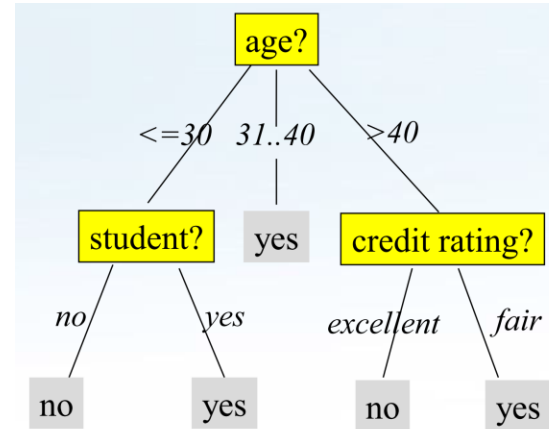 age?
<=30 31..40 >40
student? yes credit rating?
no yes excellent fair
no yes no yes